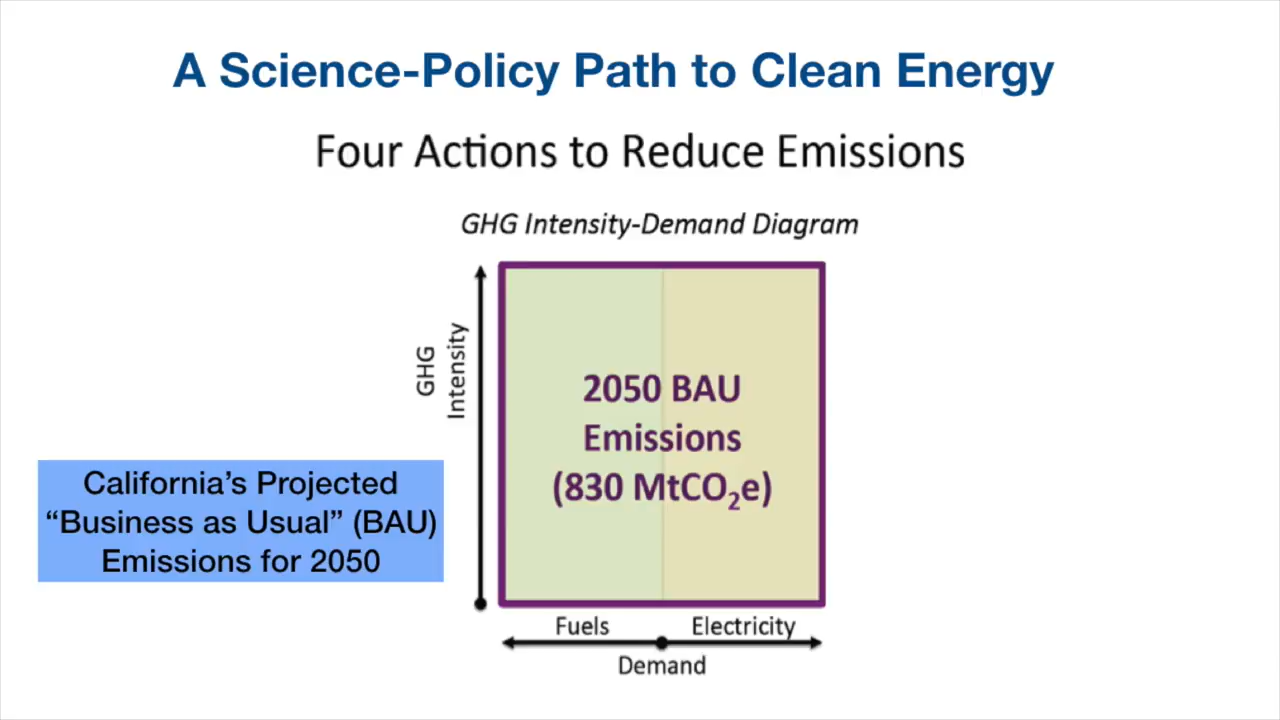 A Science-Policy Path to Clean Energy
Four Actions to Reduce Emissions
GHG Intensity-Demand Diagram
GHG
Intensity
2050 BAU
Emissions
(830 MtCO₂e)
California’s Projected
“Business as Usual” (BAU)
Emissions for 2050
Fuels
Electricity
Demand